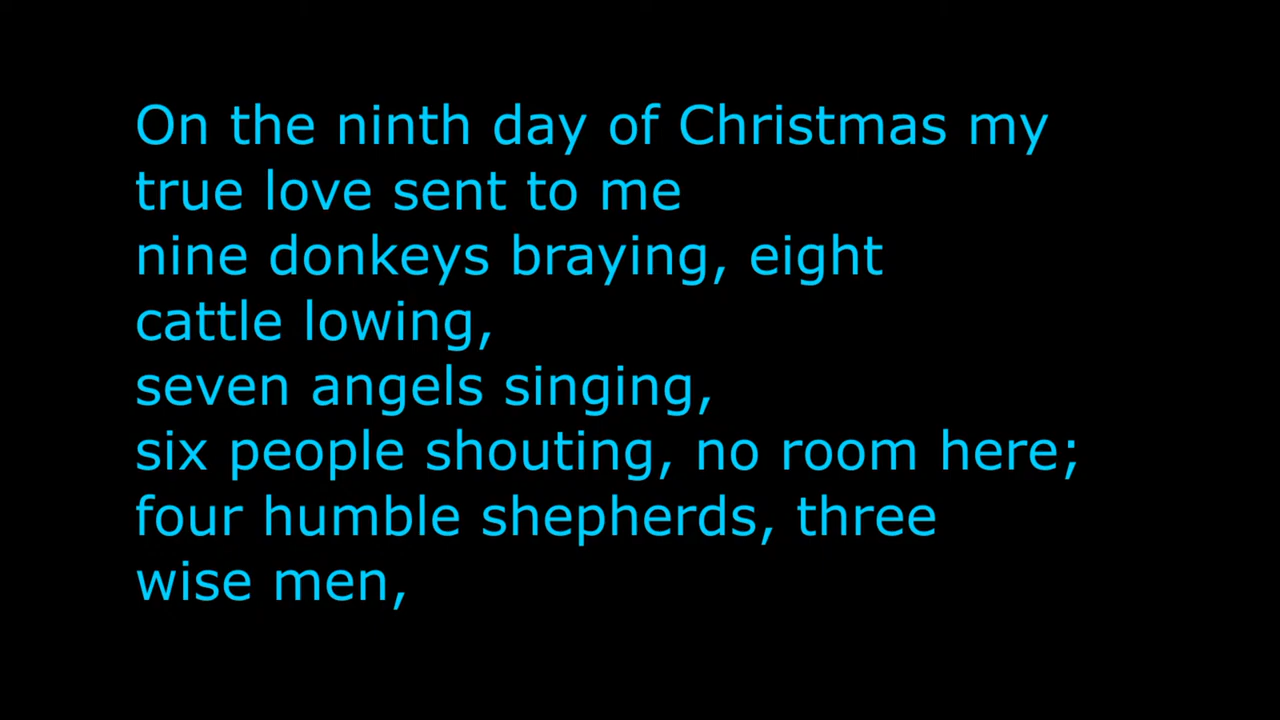 On the ninth day of Christmas my
true love sent to me
nine donkeys braying, eight
cattle lowing,
seven angels singing,
six people shouting, no room here;
four humble shepherds, three
wise men,